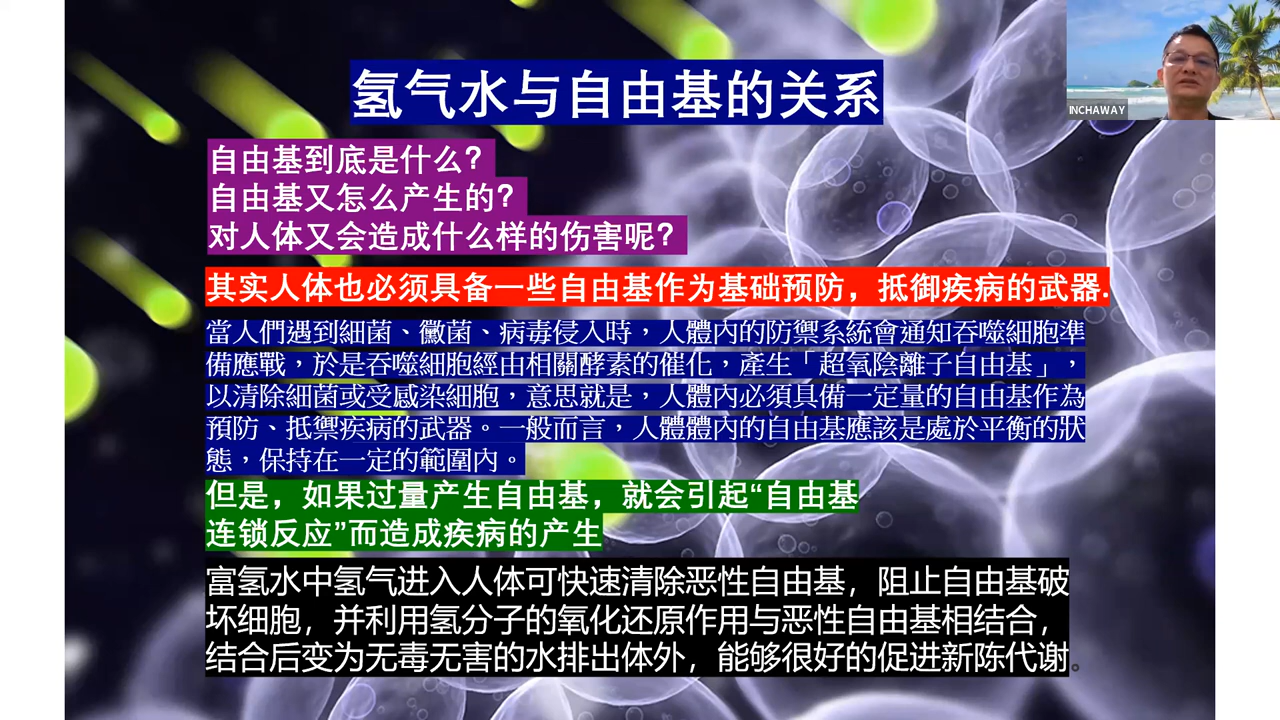 氢气水与自由基的关系
INCHAWAY
自由基到底是什么?
自由基又怎么产生的?
对人体又会造成什么样的伤害呢?
其实人体也必须具备一些自由基作为基础预防，抵御疾病的武器.
當人們遇到細菌、黴菌、病毒侵入時，人體內的防禦系統會通知吞噬細胞準
備應戰，於是吞噬細胞經由相關酵素的催化，產生「超氧陰離子自由基」，
以清除細菌或受感染細胞，意思就是，人體內必須具備一定量的自由基作為
預防、抵禦疾病的武器。一般而言，人體體內的自由基應該是處於平衡的狀
態，保持在一定的範圍內。
但是，如果过量产生自由基，就会引起“自由基
连锁反应”而造成疾病的产生
富氢水中氢气进入人体可快速清除恶性自由基，阻止自由基破
坏细胞，并利用氢分子的氧化还原作用与恶性自由基相结合，
结合后变为无毒无害的水排出体外，能够很好的促进新陈代谢。